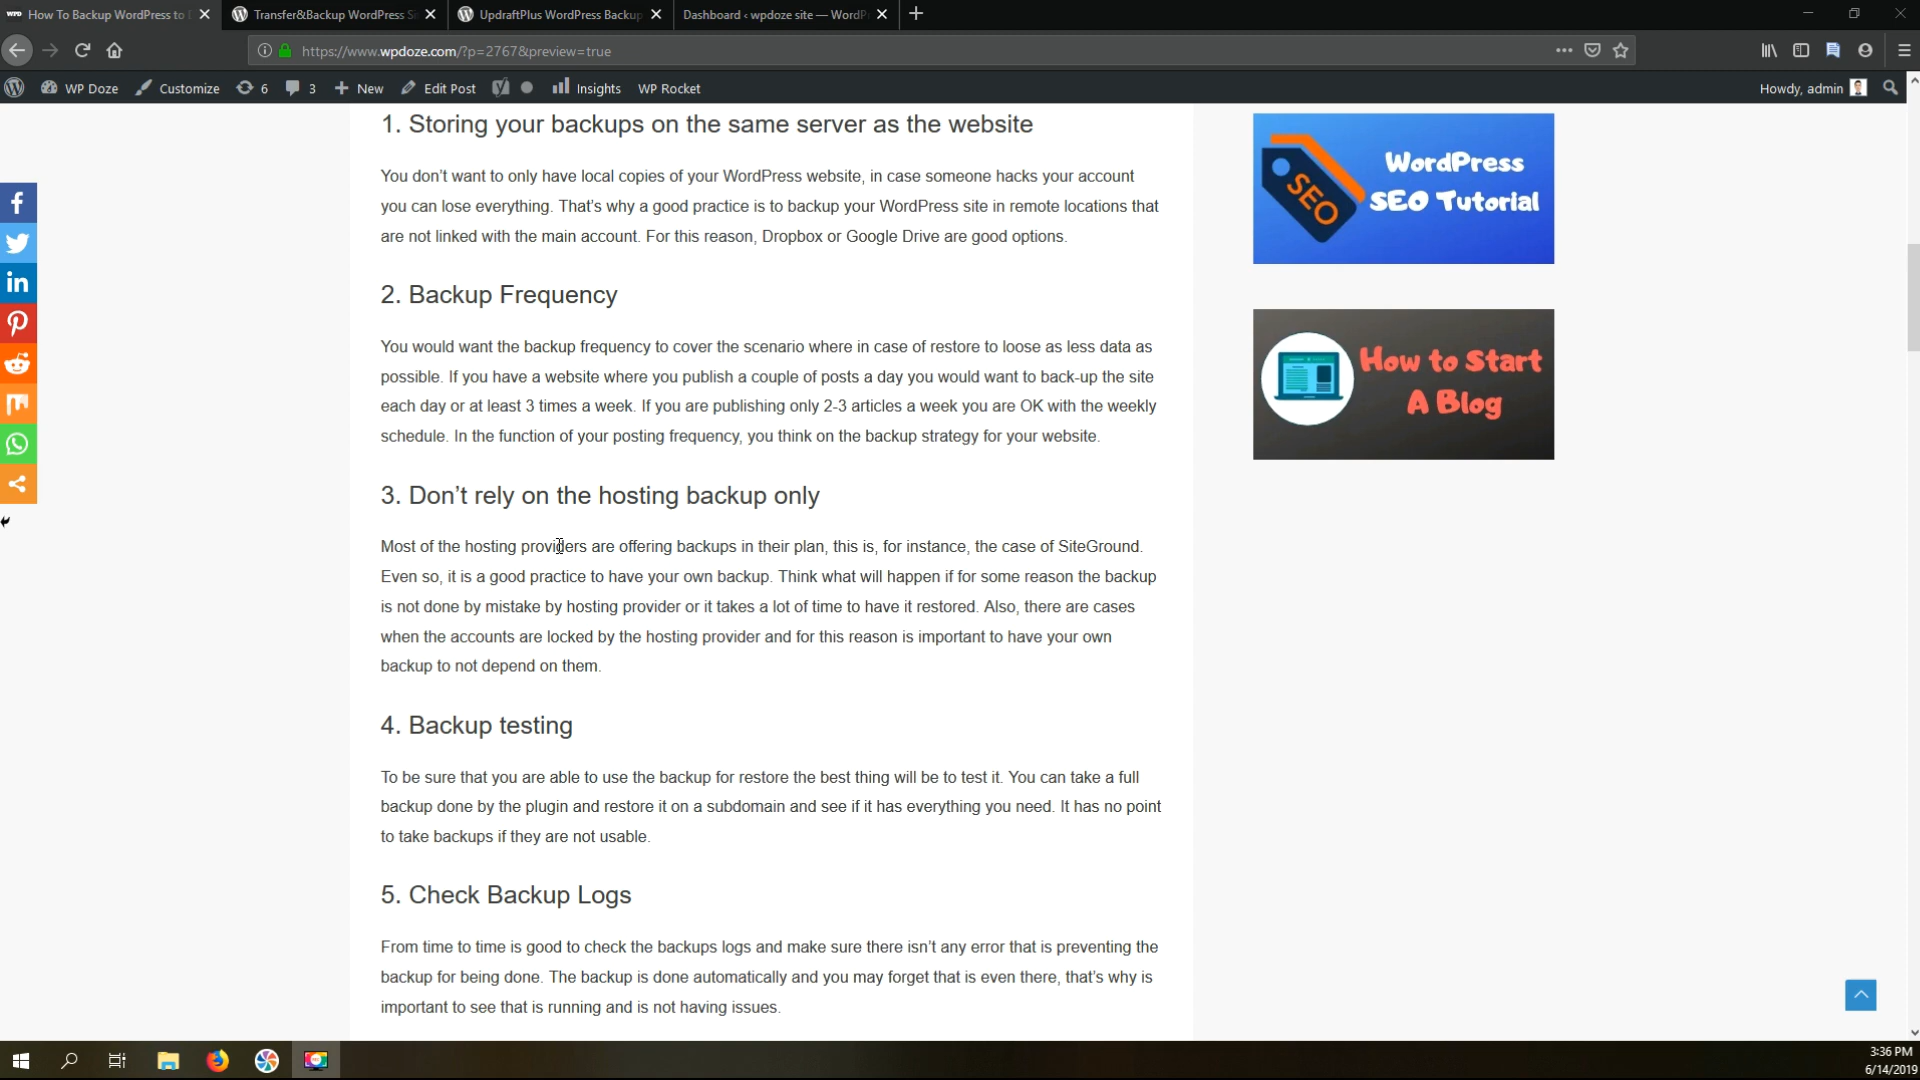 How To Backup WordPress to
Transfer&Backup WordPress S
UpdraftPlus WordPress Backup
Dashboard ‹ wpdoze site — WordP
https://www.wpdoze.com/?p=2767&preview=true
WP Doze
Customize
6
3
New
Edit Post
Insights
WP Rocket
Howdy, admin
1. Storing your backups on the same server as the website
You don’t want to only have local copies of your WordPress website, in case someone hacks your account
you can lose everything. That’s why a good practice is to backup your WordPress site in remote locations that
are not linked with the main account. For this reason, Dropbox or Google Drive are good options.
2. Backup Frequency
You would want the backup frequency to cover the scenario where in case of restore to loose as less data as
possible. If you have a website where you publish a couple of posts a day you would want to back-up the site
each day or at least 3 times a week. If you are publishing only 2-3 articles a week you are OK with the weekly
schedule. In the function of your posting frequency, you think on the backup strategy for your website.
3. Don’t rely on the hosting backup only
Most of the hosting providers are offering backups in their plan, this is, for instance, the case of SiteGround.
Even so, it is a good practice to have your own backup. Think what will happen if for some reason the backup
is not done by mistake by hosting provider or it takes a lot of time to have it restored. Also, there are cases
when the accounts are locked by the hosting provider and for this reason is important to have your own
backup to not depend on them.
4. Backup testing
To be sure that you are able to use the backup for restore the best thing will be to test it. You can take a full
backup done by the plugin and restore it on a subdomain and see if it has everything you need. It has no point
to take backups if they are not usable.
5. Check Backup Logs
From time to time is good to check the backups logs and make sure there isn’t any error that is preventing the
backup for being done. The backup is done automatically and you may forget that is even there, that’s why is
important to see that is running and is not having issues.
SEO
WordPress
SEO Tutorial
How to Start
A Blog
3:36 PM
6/14/2019